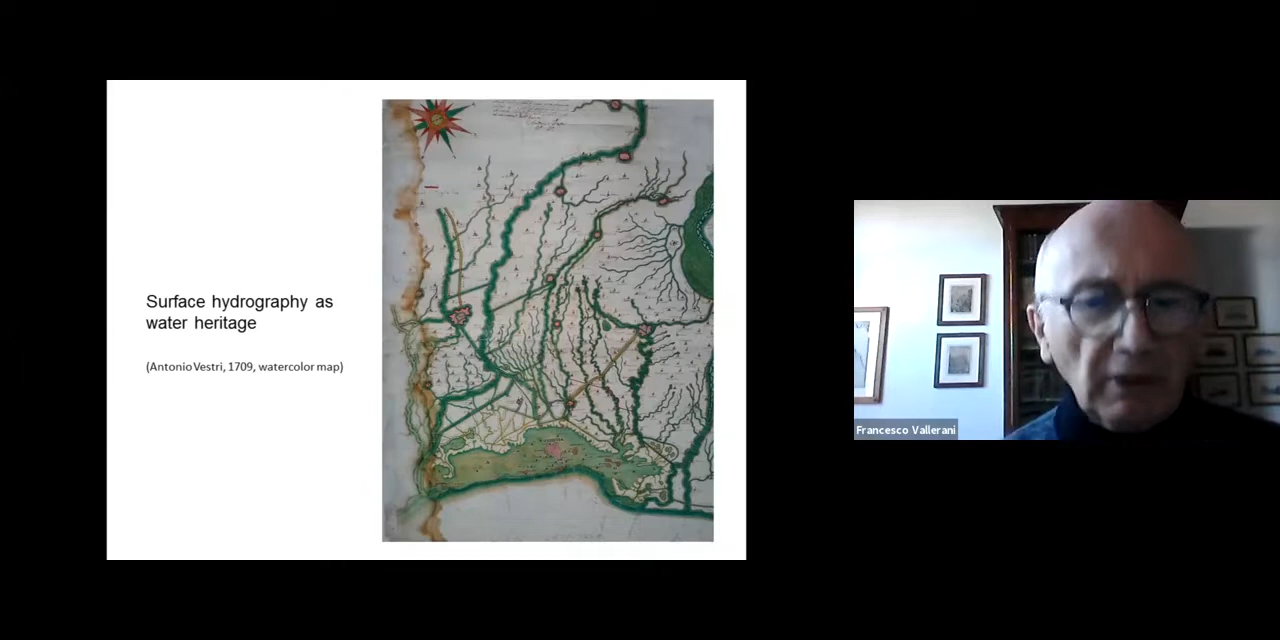 Surface hydrography as
water heritage
(Antonio Vestri, 1709, watercolor map)
Francesco Vallerani